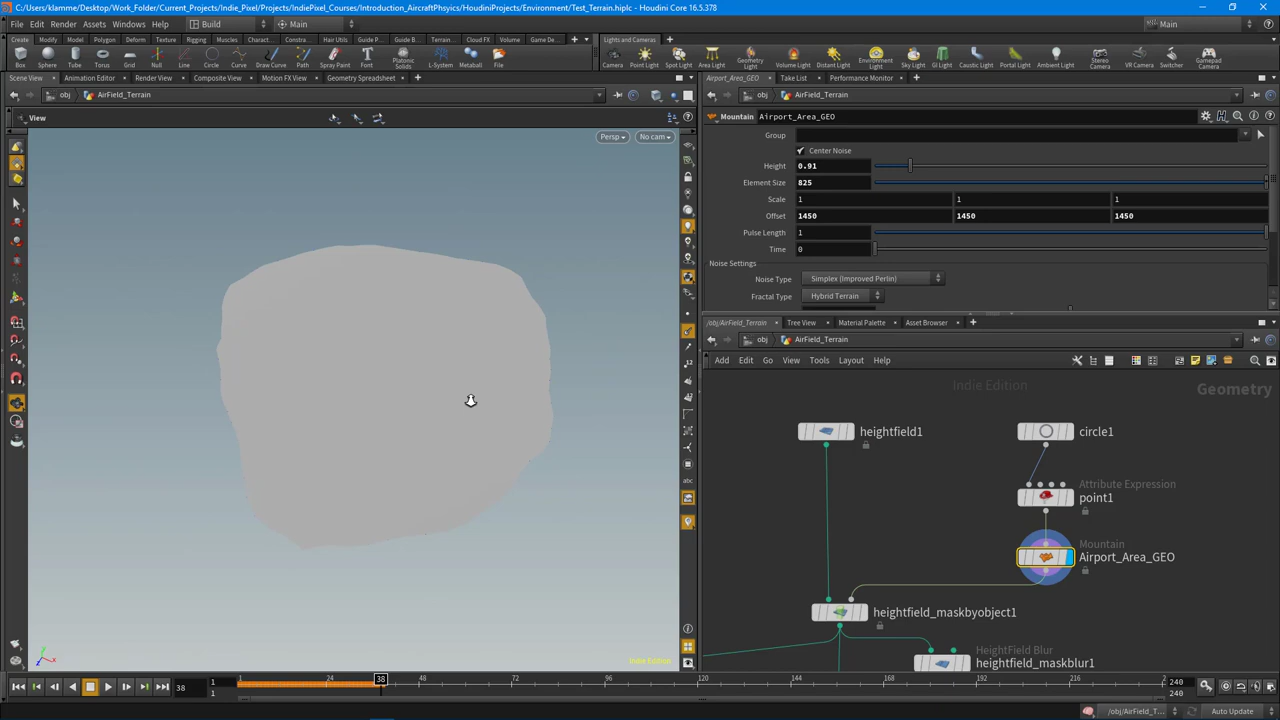 C:/Users/klamme/Desktop/Work_Folder/Current_Projects/Indie_Pixel/Projects/IndiePixel_Courses/Introduction_AircraftPhysics/HoudiniProjects/Environment/Test_Terrain.hiplc - Houdini Core 16.5.378
File Edit Render Assets Windows Help Build Main Main
Create Modify Model Polygon Deform Texture Rigging Muscles Charact... Constra... Hair Utils Guide P... Guide B... Terrain... Cloud FX Volume Game De... Lights and Cameras
Box Sphere Tube Torus Grid Null Line Circle Curve Draw Curve Path Spray Paint Font Platonic Solids L-System Metaball File Camera Point Light Spot Light Area Light Geometry Light Volume Light Distant Light Environment Light Sky Light GI Light Caustic Light Portal Light Ambient Light Stereo Camera VR Camera Switcher Gamepad Camera
Scene View Animation Editor Render View Composite View Motion FX View Geometry Spreadsheet Airport_Area_GEO Take List Performance Monitor
obj AirField_Terrain obj AirField_Terrain
View
Persp No cam
Mountain Airport_Area_GEO
Group
Center Noise
Height 0.91
Element Size 825
Scale 1 1 1
Offset 1450 1450 1450
Pulse Length 1
Time 0
Noise Settings
Noise Type Simplex (Improved Perlin)
Fractal Type Hybrid Terrain
/obj/AirField_Terrain Tree View Material Palette Asset Browser
obj AirField_Terrain
Add Edit Go View Tools Layout Help
Indie Edition Geometry
heightfield1 circle1
Attribute Expression
point1
Mountain
Airport_Area_GEO
heightfield_maskbyobject1
HeightField Blur
heightfield_maskblur1
abc
Indie Edition
38 1 1 1 24 38 48 72 96 120 144 168 192 216 240 240
/obj/AirField_T... Auto Update